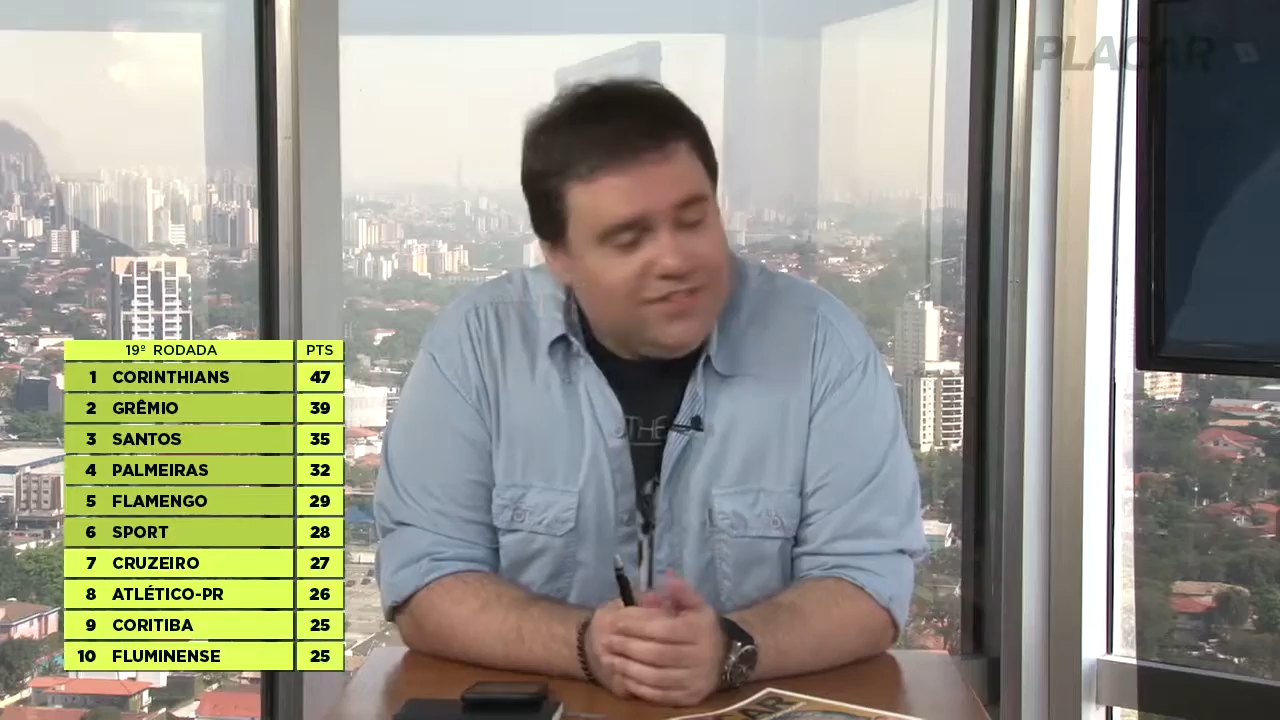 PLACAR
19ª RODADA PTS
1 CORINTHIANS 47
2 GRÊMIO 39
3 SANTOS 35
4 PALMEIRAS 32
5 FLAMENGO 29
6 SPORT 28
7 CRUZEIRO 27
8 ATLÉTICO-PR 26
9 CORITIBA 25
10 FLUMINENSE 25
THE